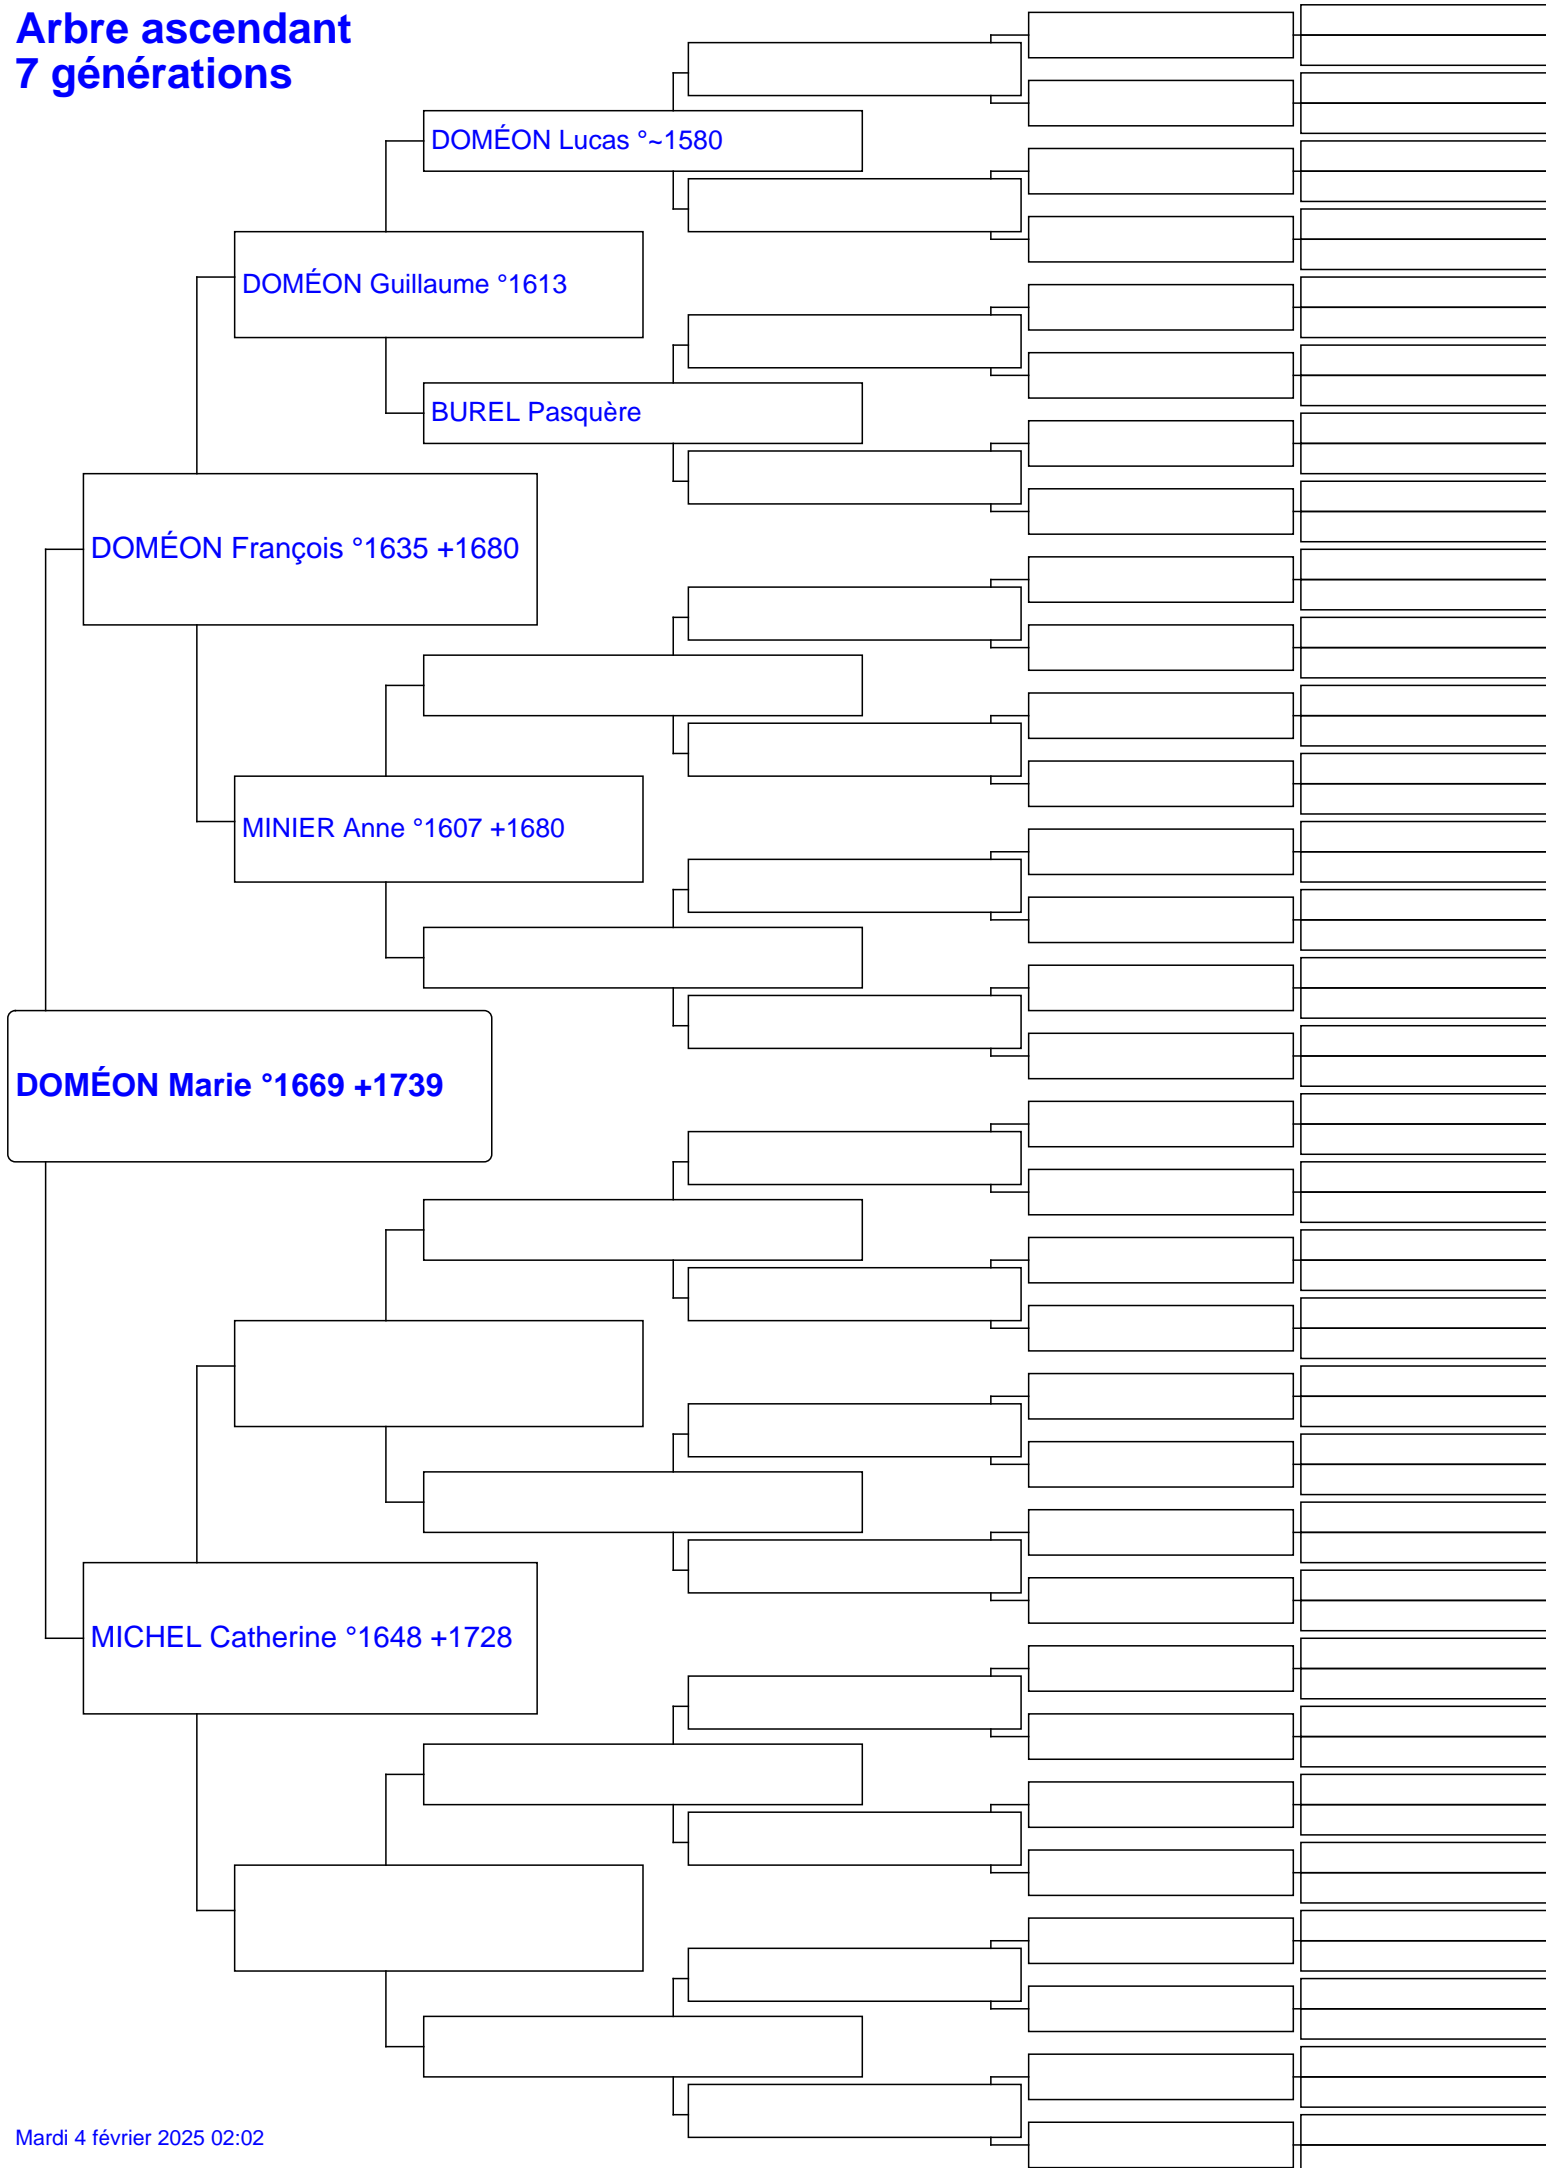 Arbre ascendant
7 générations
DOMÉON Lucas °~1580
DOMÉON Guillaume °1613
BUREL Pasquère
DOMÉON François °1635 +1680
MINIER Anne °1607 +1680
DOMÉON Marie °1669 +1739
MICHEL Catherine °1648 +1728
Mardi 4 février 2025 02:02